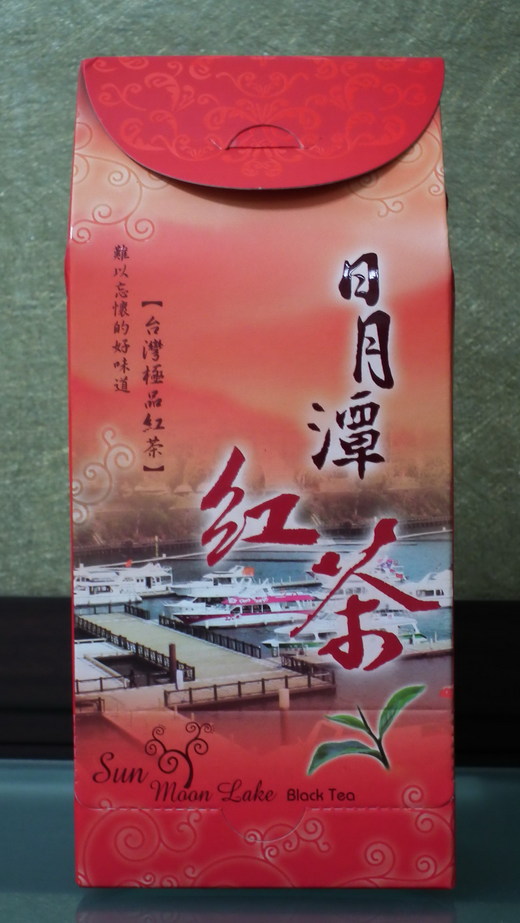 日月潭
紅茶
【台灣極品紅茶】
難以忘懷的好味道
Sun
Moon Lake Black Tea